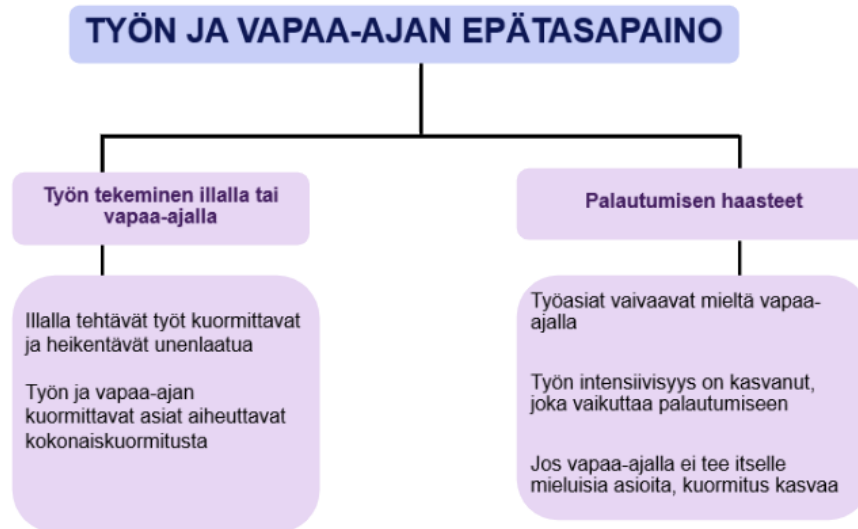 TYÖN JA VAPAA-AJAN EPÄTASAPAINO
Työn tekeminen illalla tai
vapaa-ajalla
Illalla tehtävät työt kuormittavat
ja heikentävät unenlaatua
Työn ja vapaa-ajan
kuormittavat asiat aiheuttavat
kokonaiskuormitusta
Palautumisen haasteet
Työasiat vaivaavat mieltä vapaa-
ajalla
Työn intensiivisyys on kasvanut,
joka vaikuttaa palautumiseen
Jos vapaa-ajalla ei tee itselle
mieluisia asioita, kuormitus kasvaa